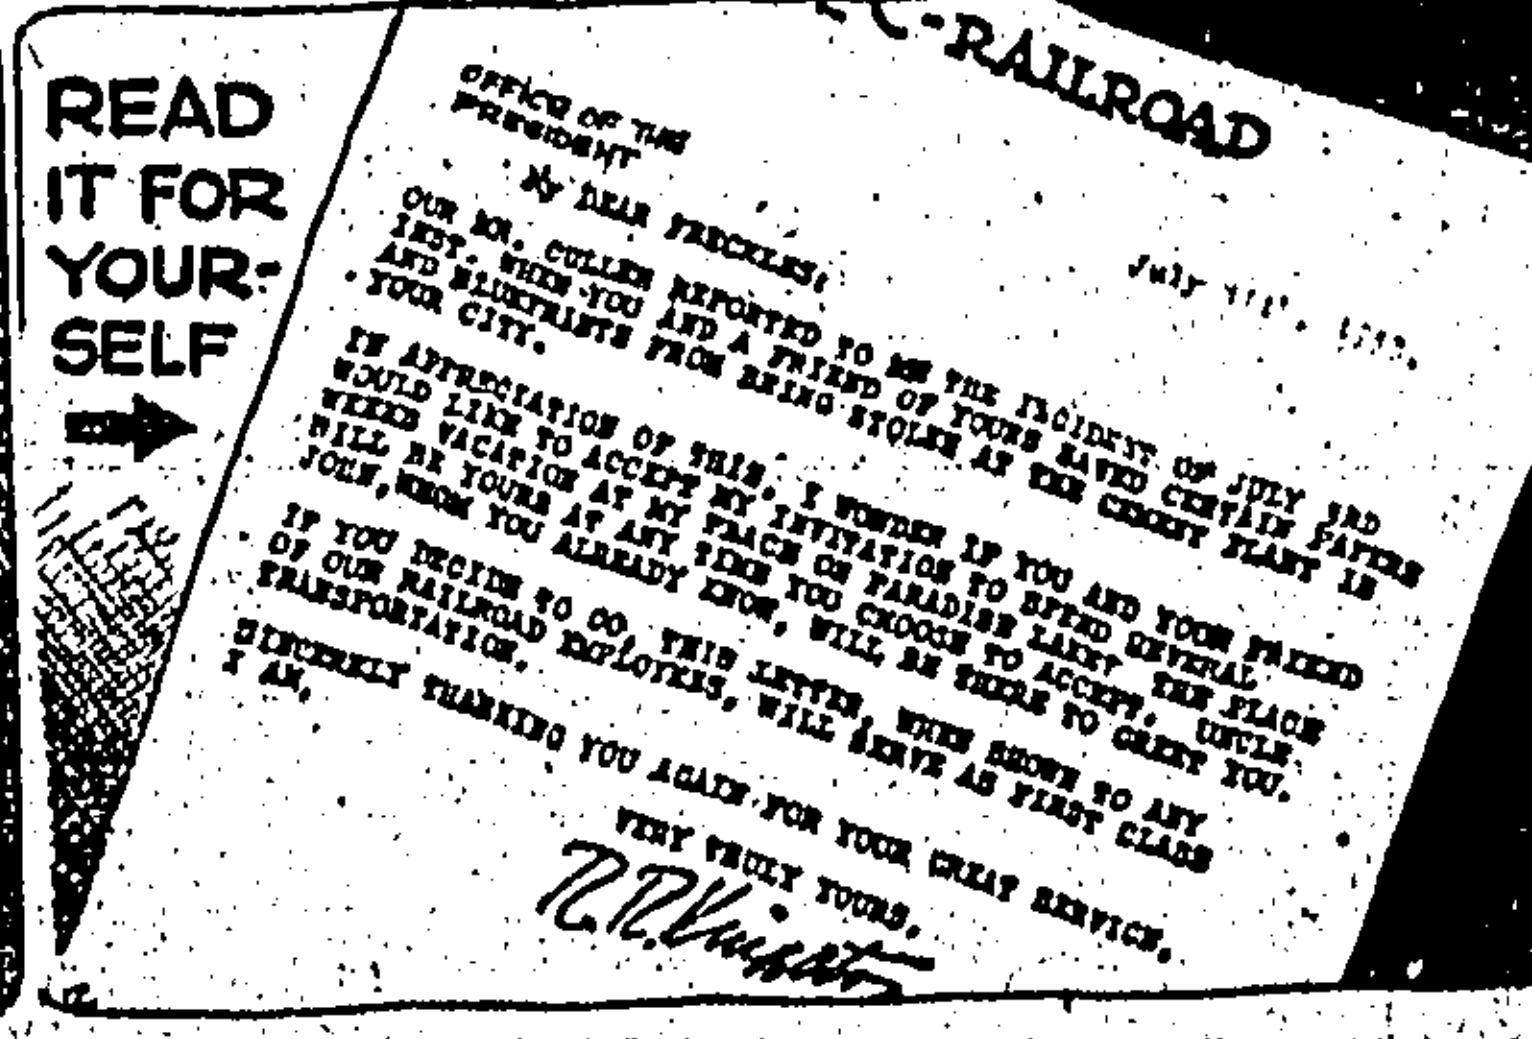 READ
IT FOR
YOUR-
SELF
C-RAILROAD
OFFICE OF THE
PRESIDENT
July
MY DEAR FRECKLES:
OUR MR. CULLEN REPORTED TO ME THE INCIDENT OF JULY 3RD
INST. WHEN YOU AND A FRIEND OF YOURS SAVED CERTAIN PAPERS
AND BLUEPRINTS FROM BEING STOLEN AT THE CEMENT PLANT IN
YOUR CITY.
IN APPRECIATION OF THIS, I WONDER IF YOU AND YOUR FRIEND
WOULD LIKE TO ACCEPT MY INVITATION TO SPEND SEVERAL
WEEKS VACATION AT MY PLACE ON PARADISE LAKE? THE PLACE
WILL BE YOURS AT ANY TIME YOU CHOOSE TO ACCEPT. UNCLE
JOHN, WHOM YOU ALREADY KNOW, WILL BE THERE TO GREET YOU.
IF YOU DECIDE TO GO, THIS LETTER, WHEN SHOWN TO ANY
OF OUR RAILROAD EMPLOYEES, WILL SERVE AS FIRST CLASS
TRANSPORTATION.
SINCERELY THANKING YOU AGAIN FOR YOUR GREAT SERVICE,
I AM,
VERY TRULY YOURS,
R.R. Knighton